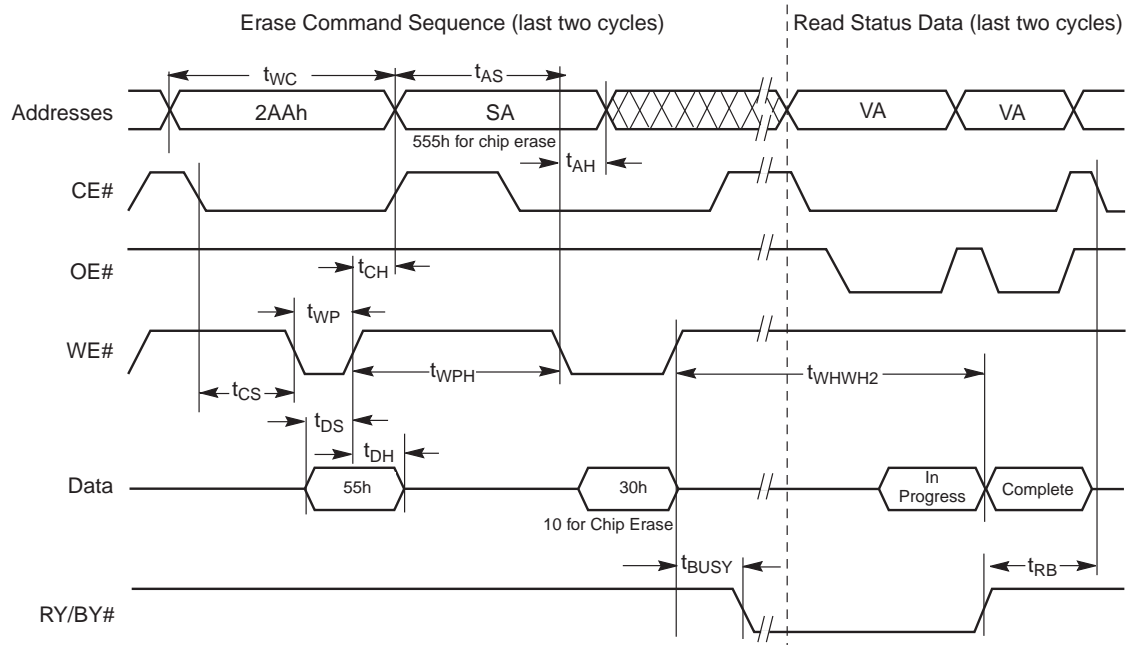 Erase Command Sequence (last two cycles)
Read Status Data (last two cycles)
tWC
tAS
Addresses
2AAh
SA
VA
VA
555h for chip erase
tAH
CE#
OE#
tCH
tWP
WE#
tWPH
tWHWH2
tCS
tDS
tDH
Data
55h
30h
In
Progress
Complete
10 for Chip Erase
tBUSY
tRB
RY/BY#